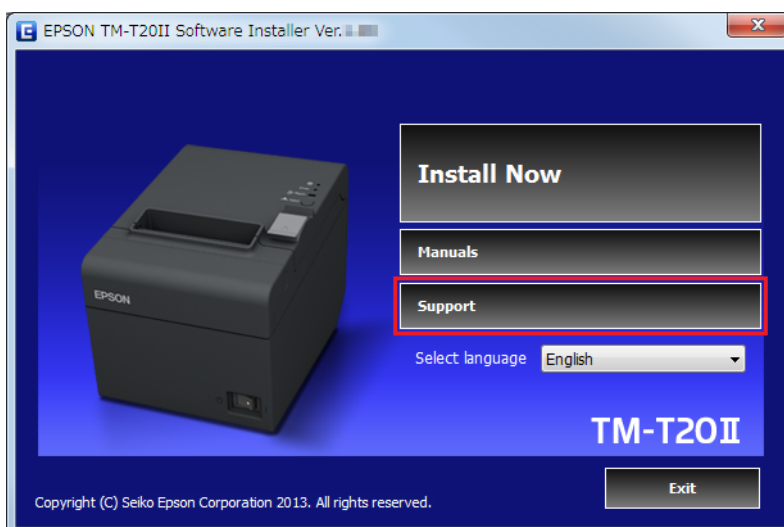 EPSON TM-T20II Software Installer Ver.
Install Now
Manuals
EPSON
Support
Select language English
TM-T20II
Exit
Copyright (C) Seiko Epson Corporation 2013. All rights reserved.